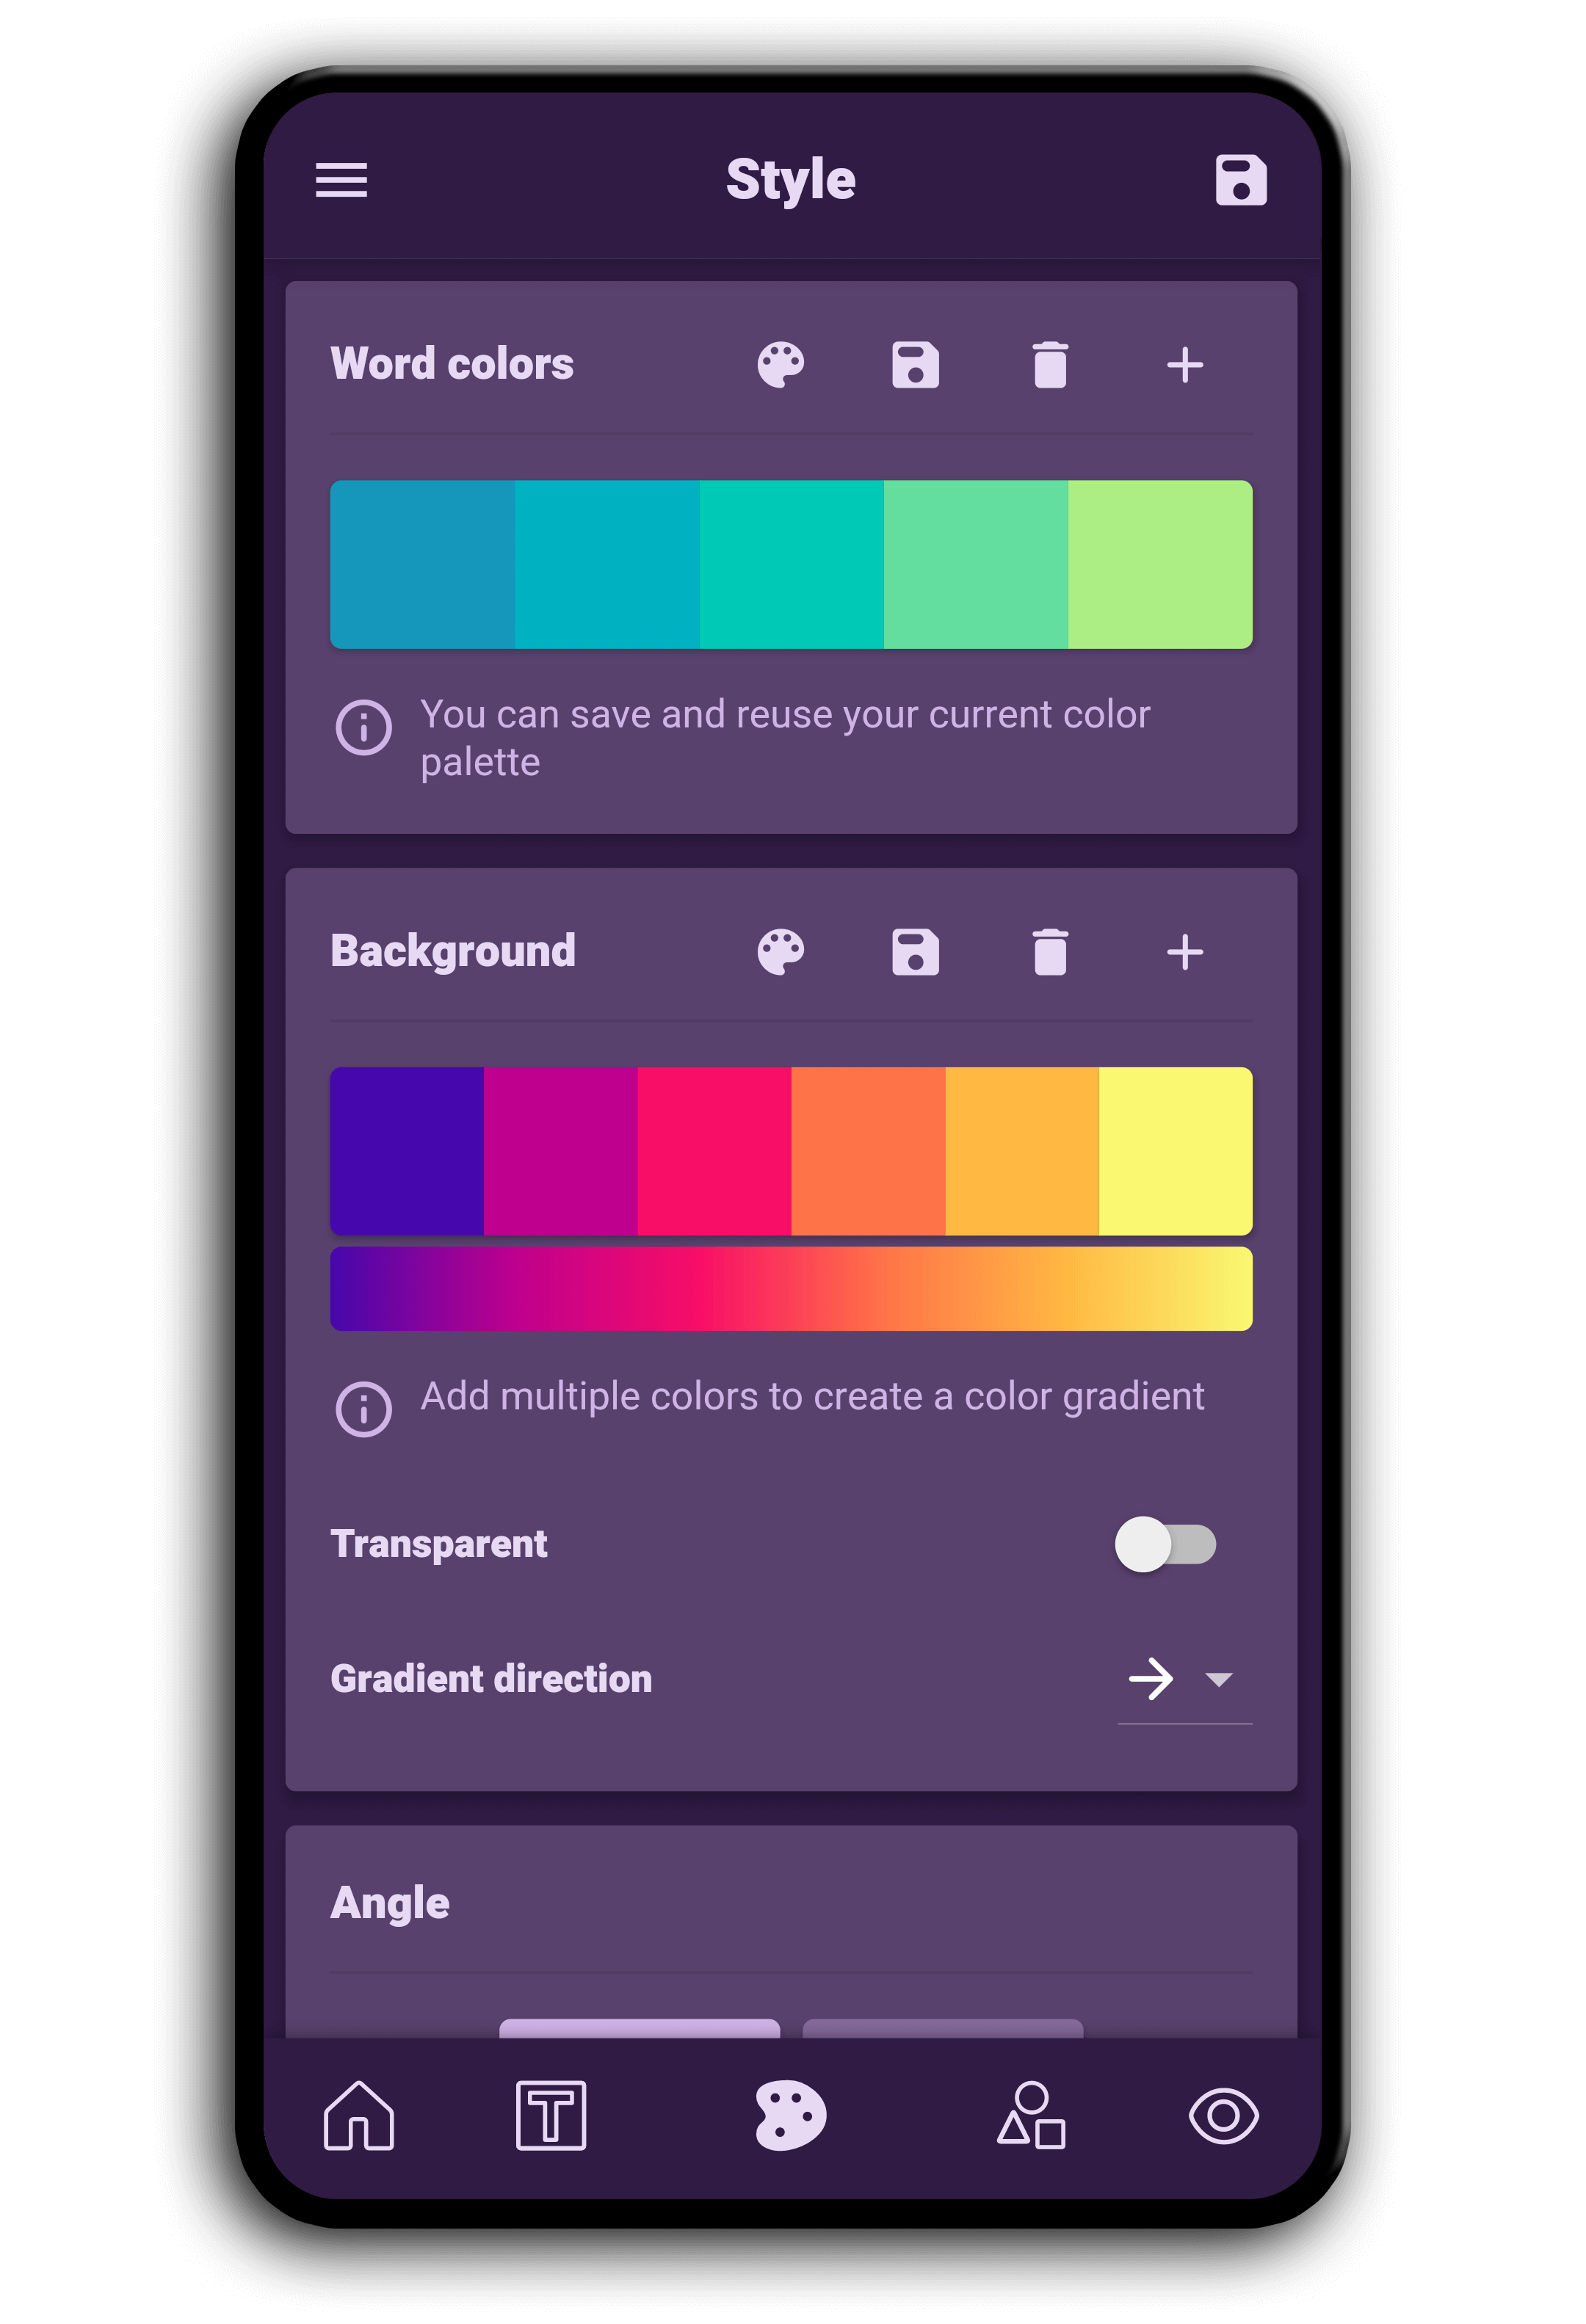 Style
Word colors
You can save and reuse your current color
palette
Background
Add multiple colors to create a color gradient
Transparent
Gradient direction
Angle